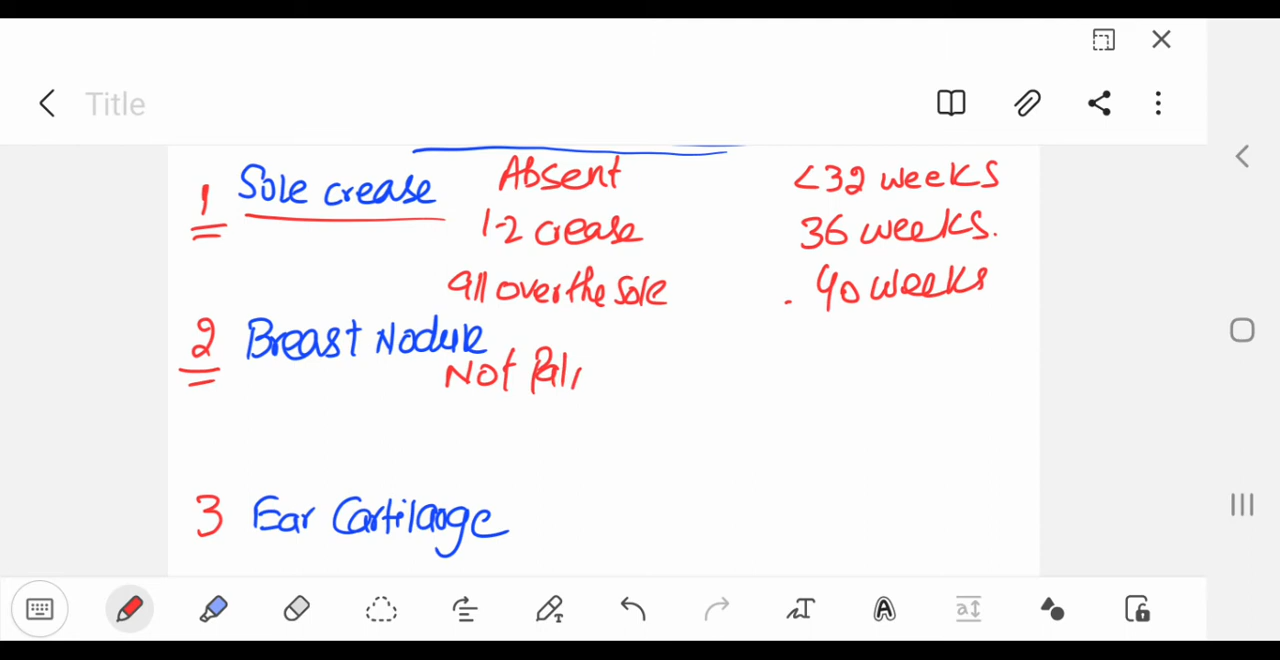 Title
1 Sole crease Absent <32 weeks
1-2 crease 36 weeks.
all over the sole . 40 weeks
2 Breast Nodule
Not Pal
3 Ear Cartilaoge